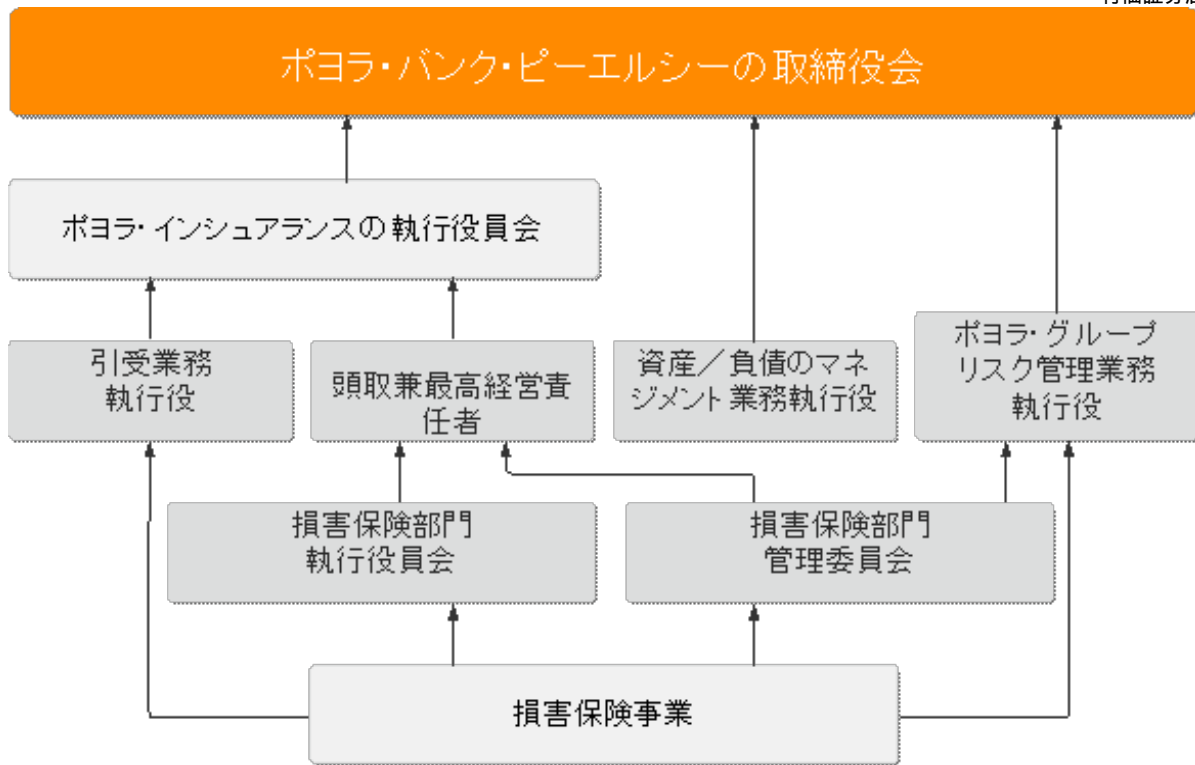 ポヨラ・バンク・ピーエルシーの取締役会
ポヨラ・インシュアランスの執行役員会
引受業務
執行役
頭取兼最高経営責
任者
資産／負債のマネ
ジメント業務執行役
ポヨラ・グループ
リスク管理業務
執行役
損害保険部門
執行役員会
損害保険部門
管理委員会
損害保険事業